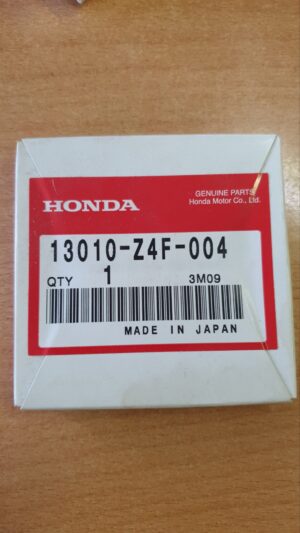 GENUINE PARTS
Honda Motor Co., Ltd.
HONDA
13010-Z4F-004
QTY 1 3M09
MADE IN JAPAN